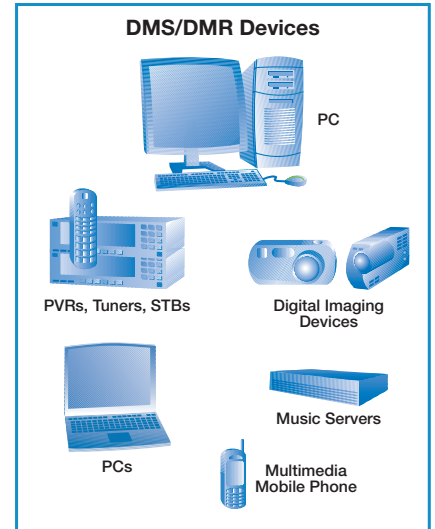 DMS/DMR Devices
PC
PVRs, Tuners, STBs
Digital Imaging
Devices
PCs
Music Servers
Multimedia
Mobile Phone